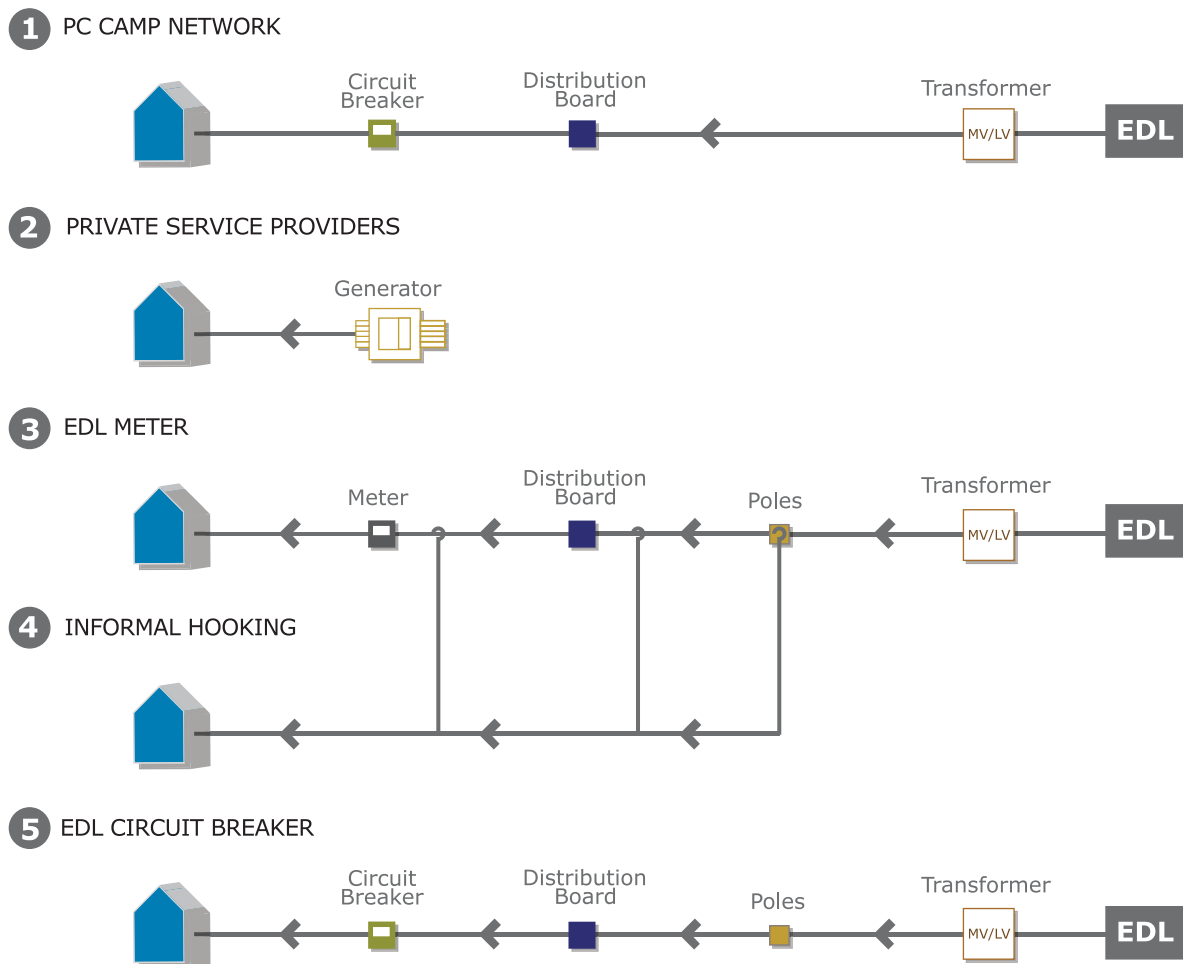 1 PC CAMP NETWORK
Circuit
Breaker
Distribution
Board
Transformer
MV/LV
EDL
2 PRIVATE SERVICE PROVIDERS
Generator
3 EDL METER
Meter
Distribution
Board
Poles
Transformer
MV/LV
EDL
4 INFORMAL HOOKING
5 EDL CIRCUIT BREAKER
Circuit
Breaker
Distribution
Board
Poles
Transformer
MV/LV
EDL